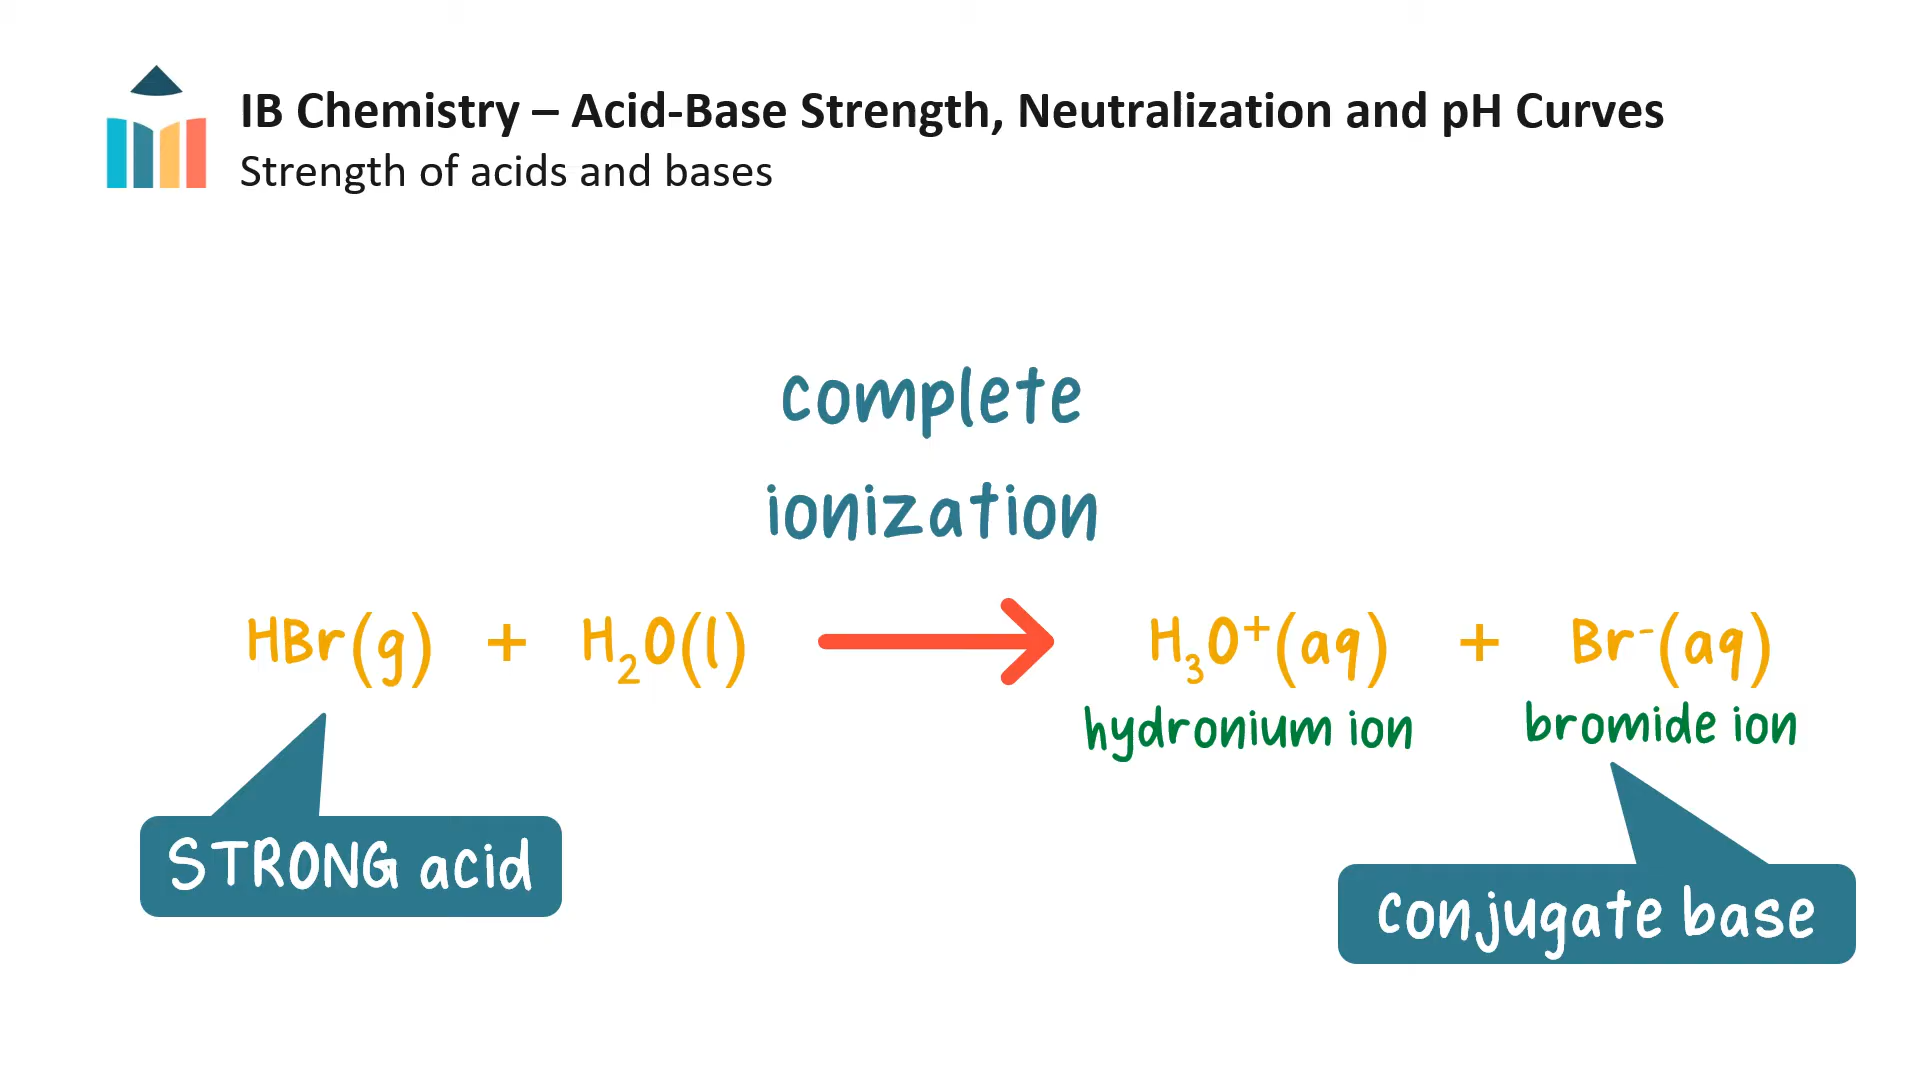 IB Chemistry – Acid-Base Strength, Neutralization and pH Curves
Strength of acids and bases
complete
ionization
HBr(g) + H₂O(l) → H₃O⁺(aq) + Br⁻(aq)
hydronium ion bromide ion
STRONG acid
conjugate base